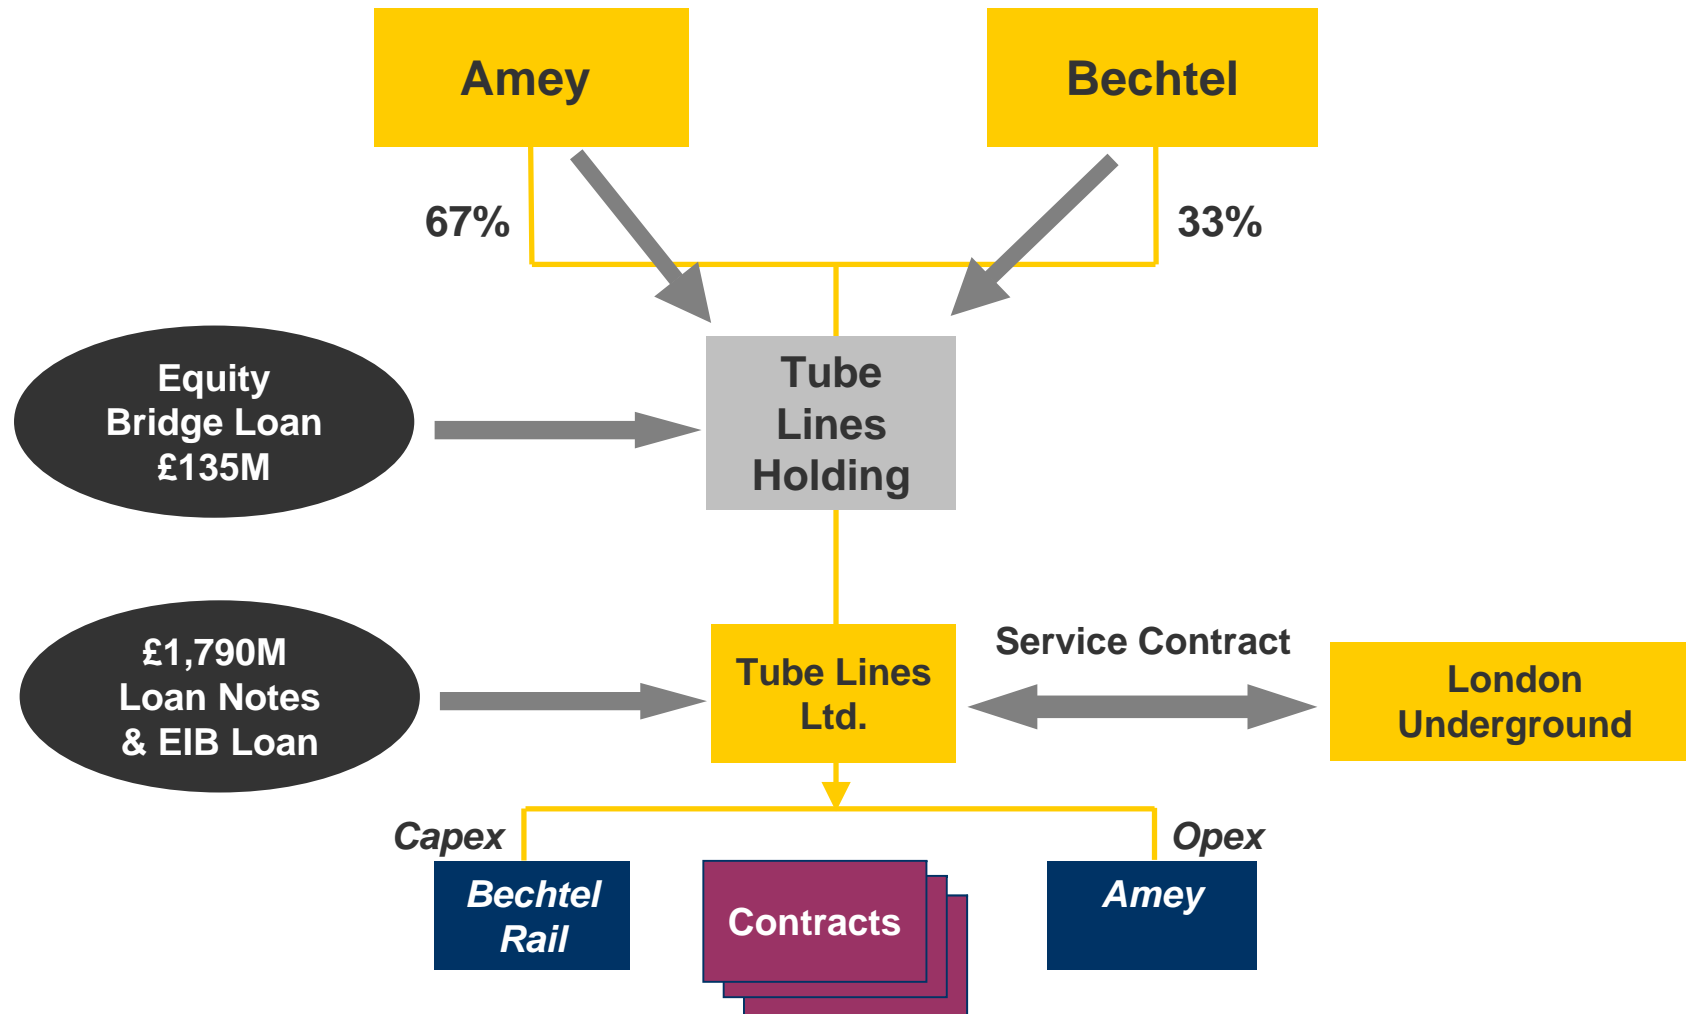 Amey
Bechtel
67%
33%
Equity
Bridge Loan
£135M
Tube
Lines
Holding
£1,790M
Loan Notes
& EIB Loan
Tube Lines
Ltd.
Service Contract
London
Underground
Capex
Opex
Bechtel
Rail
Contracts
Amey